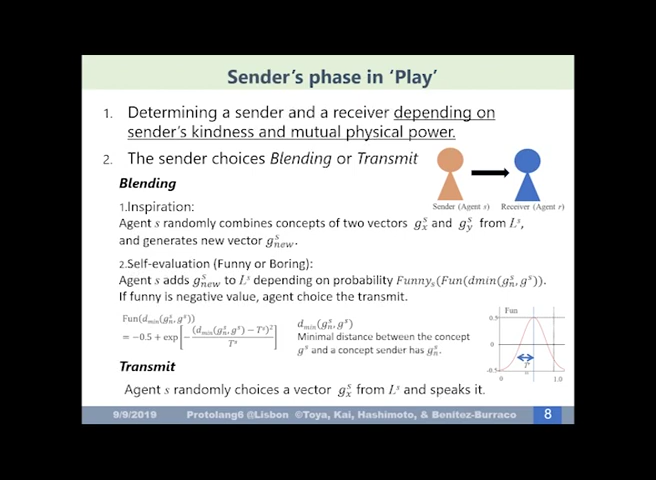 Sender's phase in 'Play'
1. Determining a sender and a receiver depending on
sender's kindness and mutual physical power.
2. The sender choices Blending or Transmit
Sender (Agent s)
Receiver (Agent r)
Blending
1.Inspiration:
Agent s randomly combines concepts of two vectors g_x^s and g_y^s from L^s,
and generates new vector g_new^s.
2.Self-evaluation (Funny or Boring):
Agent s adds g_new^s to L^s depending on probability Funny_s(Fun(dmin(g_n^s, g^s)).
If funny is negative value, agent choice the transmit.
Fun(d_min(g_n^s, g^s))
= −0.5 + exp[−(d_min(g_n^s, g^s) − T^s)^2 / T^s]
d_min(g_n^s, g^s)
Minimal distance between the concept
g^s and a concept sender has g_n^s.
Fun
0.5
0
-0.5
0
1.0
Transmit
Agent s randomly choices a vector g_x^s from L^s and speaks it.
9/9/2019 Protolang6 @Lisbon ©Toya, Kai, Hashimoto, & Benitez-Burraco 8